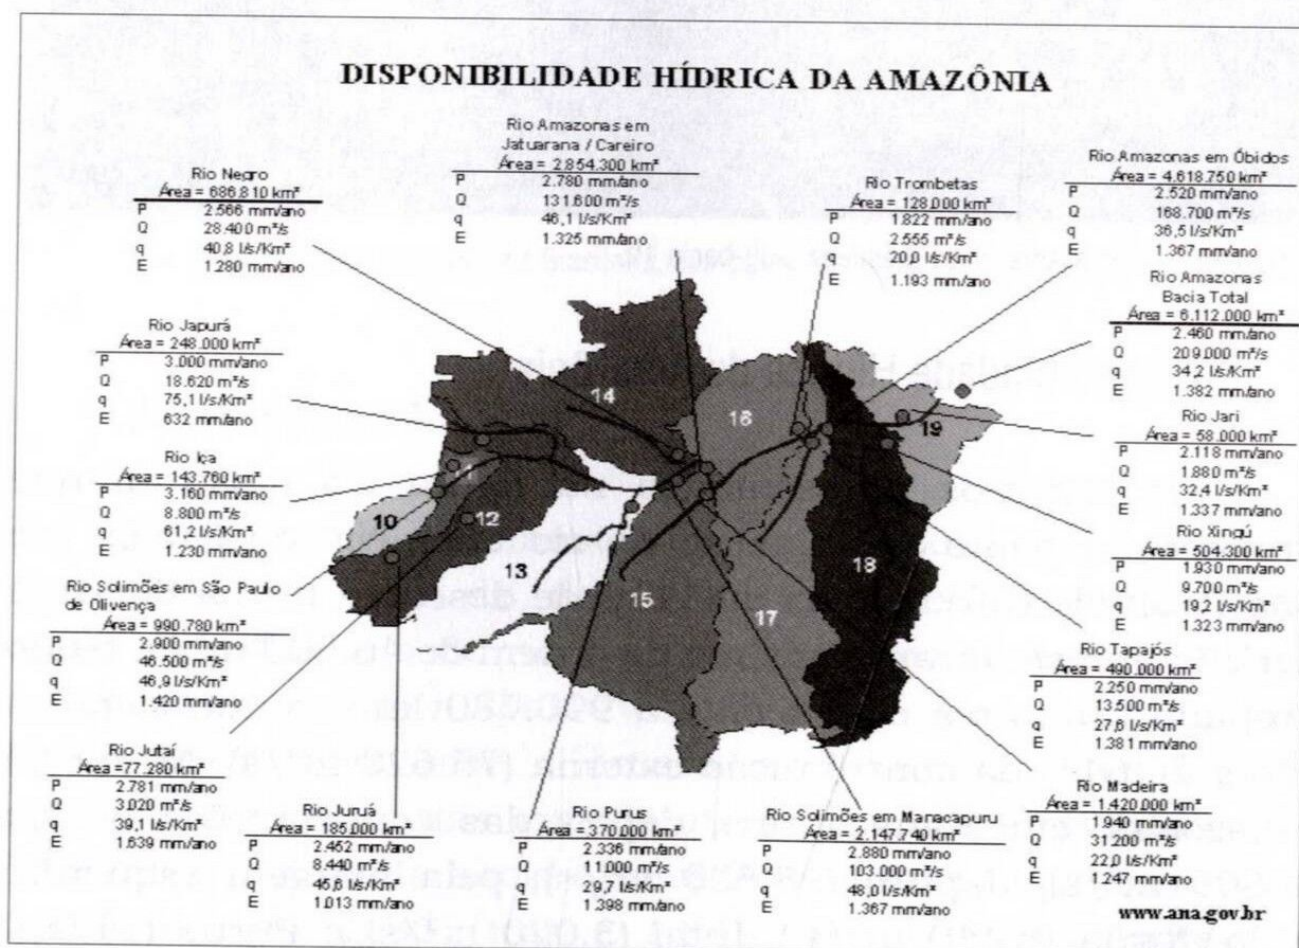 DISPONIBILIDADE HÍDRICA DA AMAZÔNIA
Rio Amazonas em
Jatuarana / Careiro
Área = 2.854.300 km²
P 2.780 mm/ano
Q 131.600 m³/s
q 46,1 l/s/Km²
E 1.325 mm/ano
Rio Negro
Área = 686.810 km²
P 2.566 mm/ano
Q 28.400 m³/s
q 40,8 l/s/Km²
E 1.280 mm/ano
Rio Trombetas
Área = 128.000 km²
P 1.822 mm/ano
Q 2.555 m³/s
q 20,0 l/s/Km²
E 1.193 mm/ano
Rio Amazonas em Óbidos
Área = 4.618.750 km²
P 2.520 mm/ano
Q 168.700 m³/s
q 36,5 l/s/Km²
E 1.367 mm/ano
Rio Amazonas
Bacia Total
Área = 6.112.000 km²
P 2.460 mm/ano
Q 209.000 m³/s
q 34,2 l/s/Km²
E 1.382 mm/ano
Rio Japurá
Área = 248.000 km²
P 3.000 mm/ano
Q 18.620 m³/s
q 75,1 l/s/Km²
E 632 mm/ano
Rio Jari
Área = 58.000 km²
P 2.118 mm/ano
Q 1.880 m³/s
q 32,4 l/s/Km²
E 1.337 mm/ano
Rio Iça
Área = 143.760 km²
P 3.160 mm/ano
Q 8.800 m³/s
q 61,2 l/s/Km²
E 1.230 mm/ano
Rio Xingú
Área = 504.300 km²
P 1.930 mm/ano
Q 9.700 m³/s
q 19,2 l/s/Km²
E 1.323 mm/ano
14
16
19
11
10
12
13
15
17
18
Rio Solimões em São Paulo
de Olivença
Área = 990.780 km²
P 2.900 mm/ano
Q 46.500 m³/s
q 46,9 l/s/Km²
E 1.420 mm/ano
Rio Tapajós
Área = 490.000 km²
P 2.250 mm/ano
Q 13.500 m³/s
q 27,6 l/s/Km²
E 1.381 mm/ano
Rio Jutaí
Área =77.280 km²
P 2.781 mm/ano
Q 3.020 m³/s
q 39,1 l/s/Km²
E 1.639 mm/ano
Rio Juruá
Área = 185.000 km²
P 2.452 mm/ano
Q 8.440 m³/s
q 45,6 l/s/Km²
E 1.013 mm/ano
Rio Purus
Área = 370.000 km²
P 2.336 mm/ano
Q 11.000 m³/s
q 29,7 l/s/Km²
E 1.398 mm/ano
Rio Solimões em Manacapuru
Área = 2.147.740 km²
P 2.880 mm/ano
Q 103.000 m³/s
q 48,0 l/s/Km²
E 1.367 mm/ano
Rio Madeira
Área = 1.420.000 km²
P 1.940 mm/ano
Q 31.200 m³/s
q 22,0 l/s/Km²
E 1.247 mm/ano
www.ana.gov.br